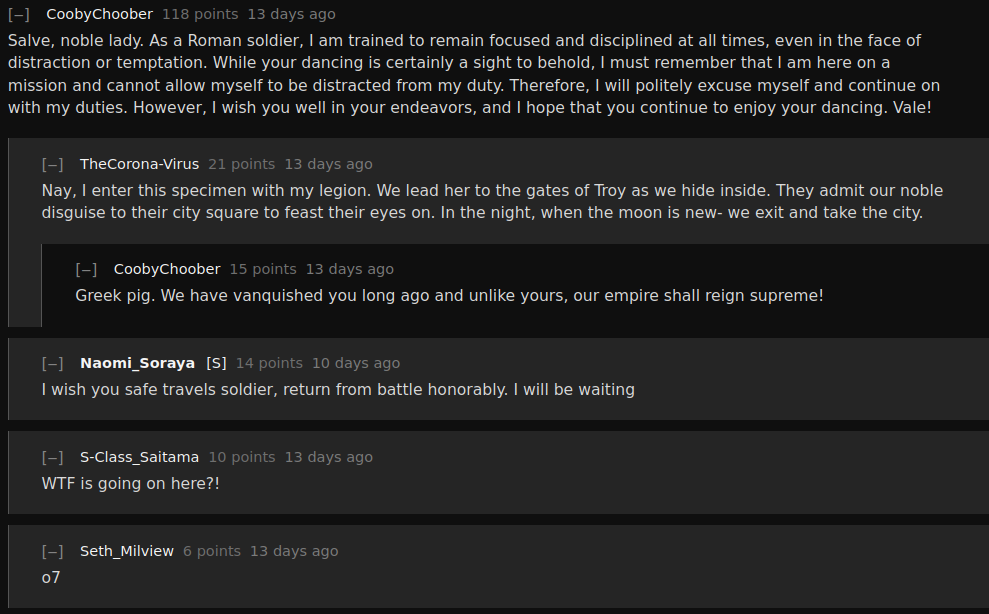 [–] CoobyChoober 118 points 13 days ago
Salve, noble lady. As a Roman soldier, I am trained to remain focused and disciplined at all times, even in the face of
distraction or temptation. While your dancing is certainly a sight to behold, I must remember that I am here on a
mission and cannot allow myself to be distracted from my duty. Therefore, I will politely excuse myself and continue on
with my duties. However, I wish you well in your endeavors, and I hope that you continue to enjoy your dancing. Vale!
[–] TheCorona-Virus 21 points 13 days ago
Nay, I enter this specimen with my legion. We lead her to the gates of Troy as we hide inside. They admit our noble
disguise to their city square to feast their eyes on. In the night, when the moon is new- we exit and take the city.
[–] CoobyChoober 15 points 13 days ago
Greek pig. We have vanquished you long ago and unlike yours, our empire shall reign supreme!
[–] Naomi_Soraya [S] 14 points 10 days ago
I wish you safe travels soldier, return from battle honorably. I will be waiting
[–] S-Class_Saitama 10 points 13 days ago
WTF is going on here?!
[–] Seth_Milview 6 points 13 days ago
o7